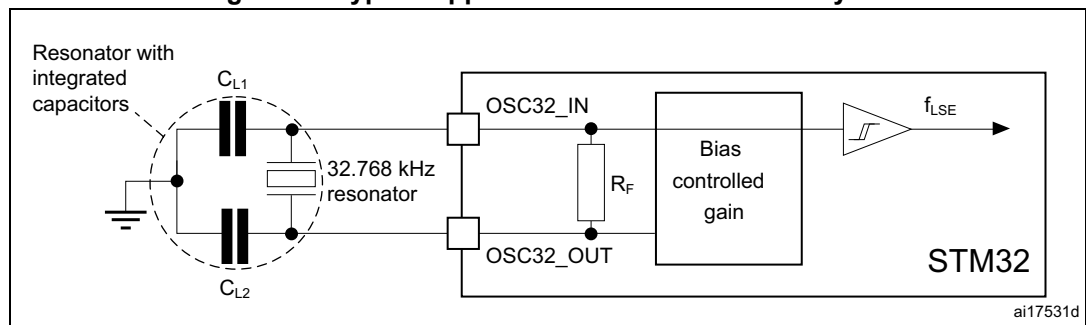 Resonator with
integrated
capacitors
CL1
OSC32_IN
fLSE
32.768 kHz
resonator
RF
Bias
controlled
gain
OSC32_OUT
STM32
CL2
ai17531d